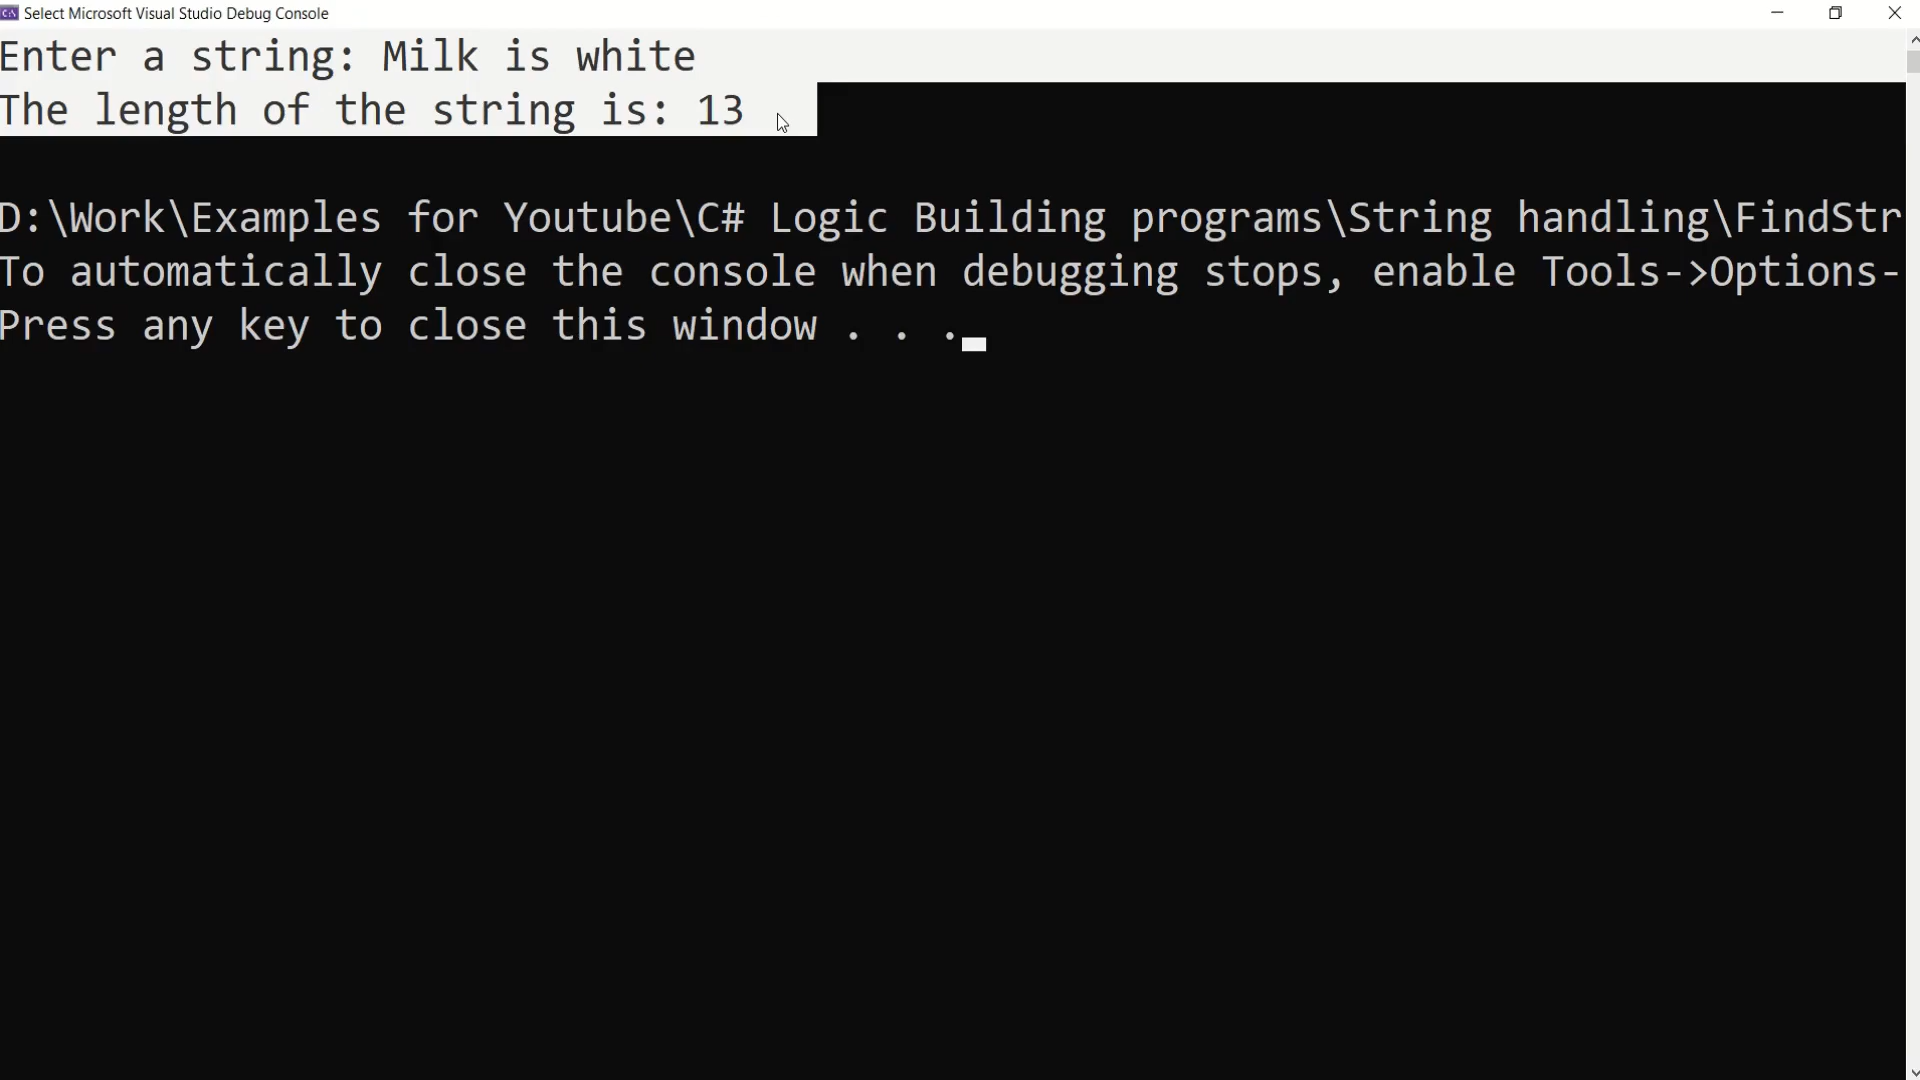 Select Microsoft Visual Studio Debug Console
Enter a string: Milk is white
The length of the string is: 13
D:\Work\Examples for Youtube\C# Logic Building programs\String handling\FindStr
To automatically close the console when debugging stops, enable Tools->Options-
Press any key to close this window . . .